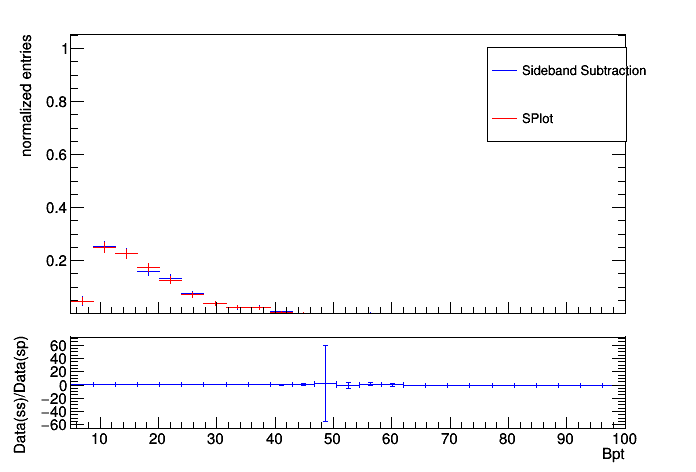 normalized entries
1
0.8
0.6
0.4
0.2
Sideband Subtraction
SPlot
Data(ss)/Data(sp)
60
40
20
0
−20
−40
−60
10 20 30 40 50 60 70 80 90 100
Bpt